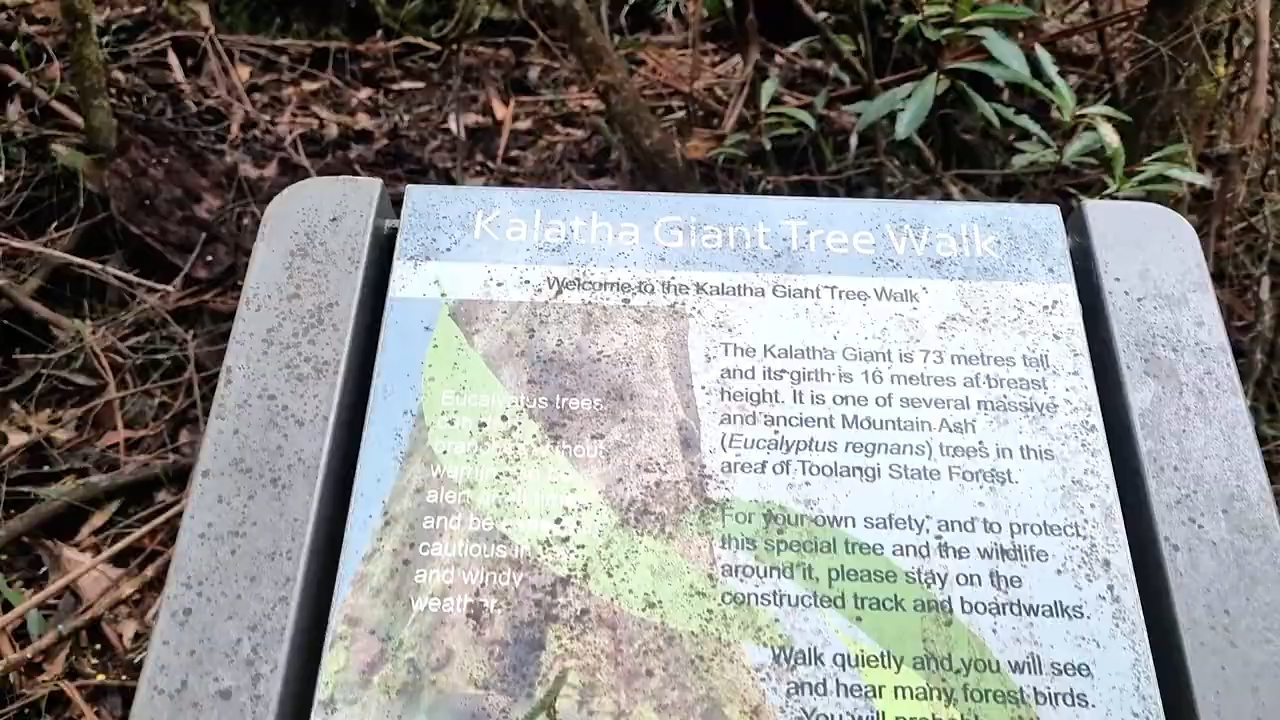 Kalatha Giant Tree Walk
Welcome to the Kalatha Giant Tree Walk
Eucalyptus trees
without
and be
cautious in
and windy
weather.
The Kalatha Giant is 73 metres tall
and its girth is 16 metres at breast
height. It is one of several massive
and ancient Mountain Ash
(Eucalyptus regnans) trees in this
area of Toolangi State Forest.
For your own safety, and to protect
this special tree and the wildlife
around it, please stay on the
constructed track and boardwalks.
Walk quietly and you will see
and hear many forest birds.
You will